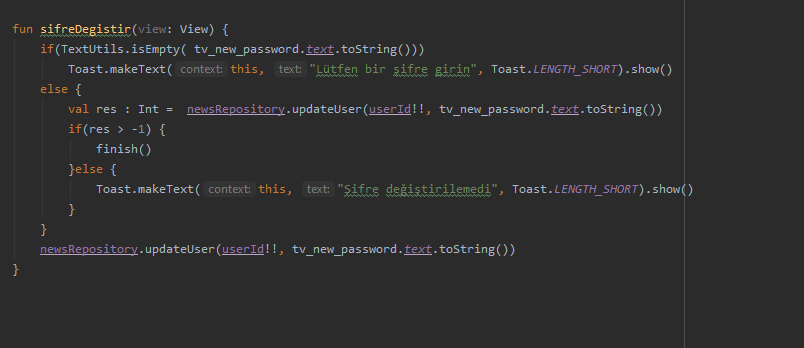 fun sifreDegistir(view: View) {
if(TextUtils.isEmpty( tv_new_password.text.toString()))
Toast.makeText( context: this, text: "Lütfen bir şifre girin", Toast.LENGTH_SHORT).show()
else {
val res : Int =  newsRepository.updateUser(userId!!, tv_new_password.text.toString())
if(res > -1) {
finish()
}else {
Toast.makeText( context: this, text: "Şifre değiştirilemedi", Toast.LENGTH_SHORT).show()
}
}
newsRepository.updateUser(userId!!, tv_new_password.text.toString())
}